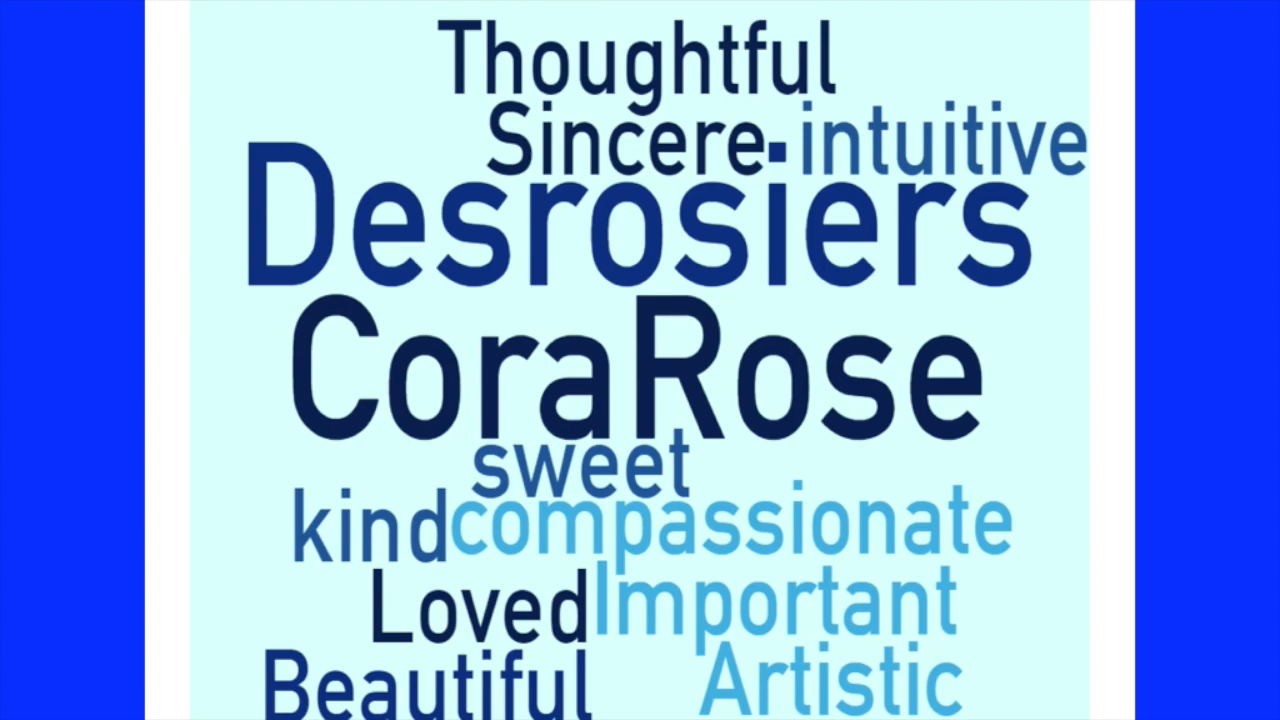 Thoughtful
Sincere intuitive
Desrosiers
CoraRose
sweet
kind compassionate
Loved Important
Beautiful Artistic